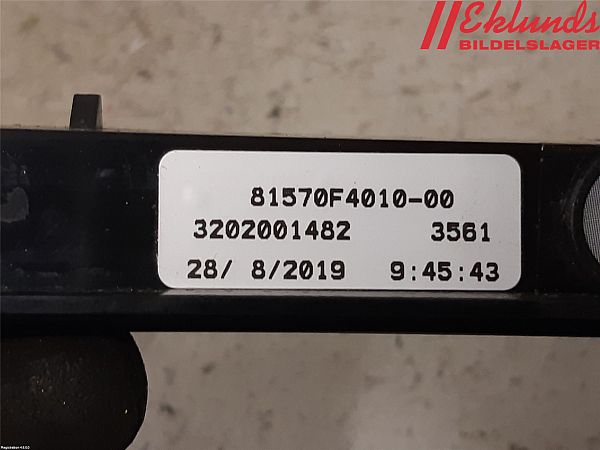 Eklunds
BILDELSLAGER
81570F4010-00
3202001482 3561
28/ 8/2019 9:45:43